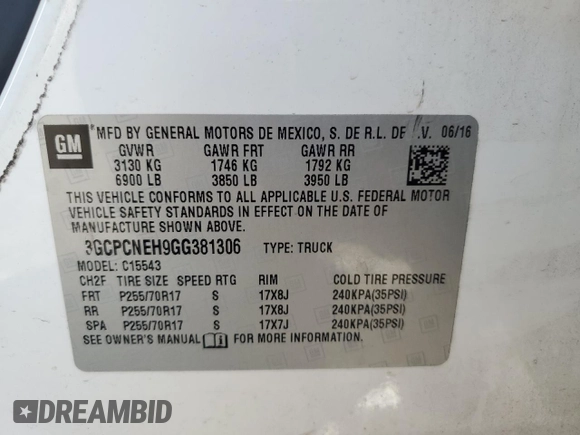 GM
MFD BY GENERAL MOTORS DE MEXICO, S. DE R.L. DE .V. 06/16
GVWR GAWR FRT GAWR RR
3130 KG 1746 KG 1792 KG
6900 LB 3850 LB 3950 LB
THIS VEHICLE CONFORMS TO ALL APPLICABLE U.S. FEDERAL MOTOR
VEHICLE SAFETY STANDARDS IN EFFECT ON THE DATE OF
MANUFACTURE SHOWN ABOVE.
3GCPCNEH9GG381306 TYPE: TRUCK
MODEL: C15543
CH2F TIRE SIZE SPEED RTG RIM COLD TIRE PRESSURE
FRT P255/70R17 S 17X8J 240KPA(35PSI)
RR P255/70R17 S 17X8J 240KPA(35PSI)
SPA P255/70R17 S 17X7J 240KPA(35PSI)
SEE OWNER'S MANUAL FOR MORE INFORMATION.
DREAMBID